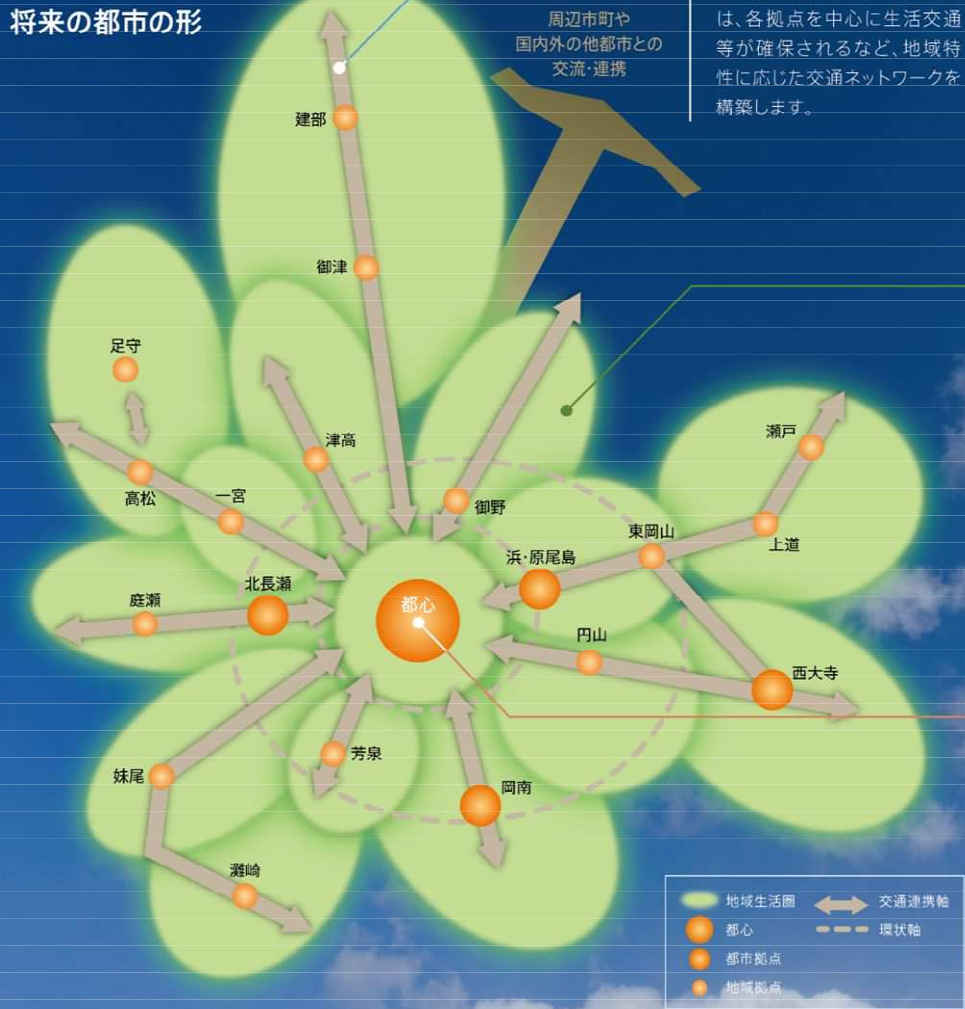 将来の都市の形
周辺市町や
国内外の他都市との
交流・連携
は、各拠点を中心に生活交通
等が確保されるなど、地域特
性に応じた交通ネットワークを
構築します。
建部
御津
足守
津高
瀬戸
高松
一宮
御野
東岡山
上道
浜・原尾島
北長瀬
庭瀬
都心
円山
西大寺
芳泉
妹尾
岡南
灘崎
地域生活圏
交通連携軸
都心
環状軸
都市拠点
地域拠点